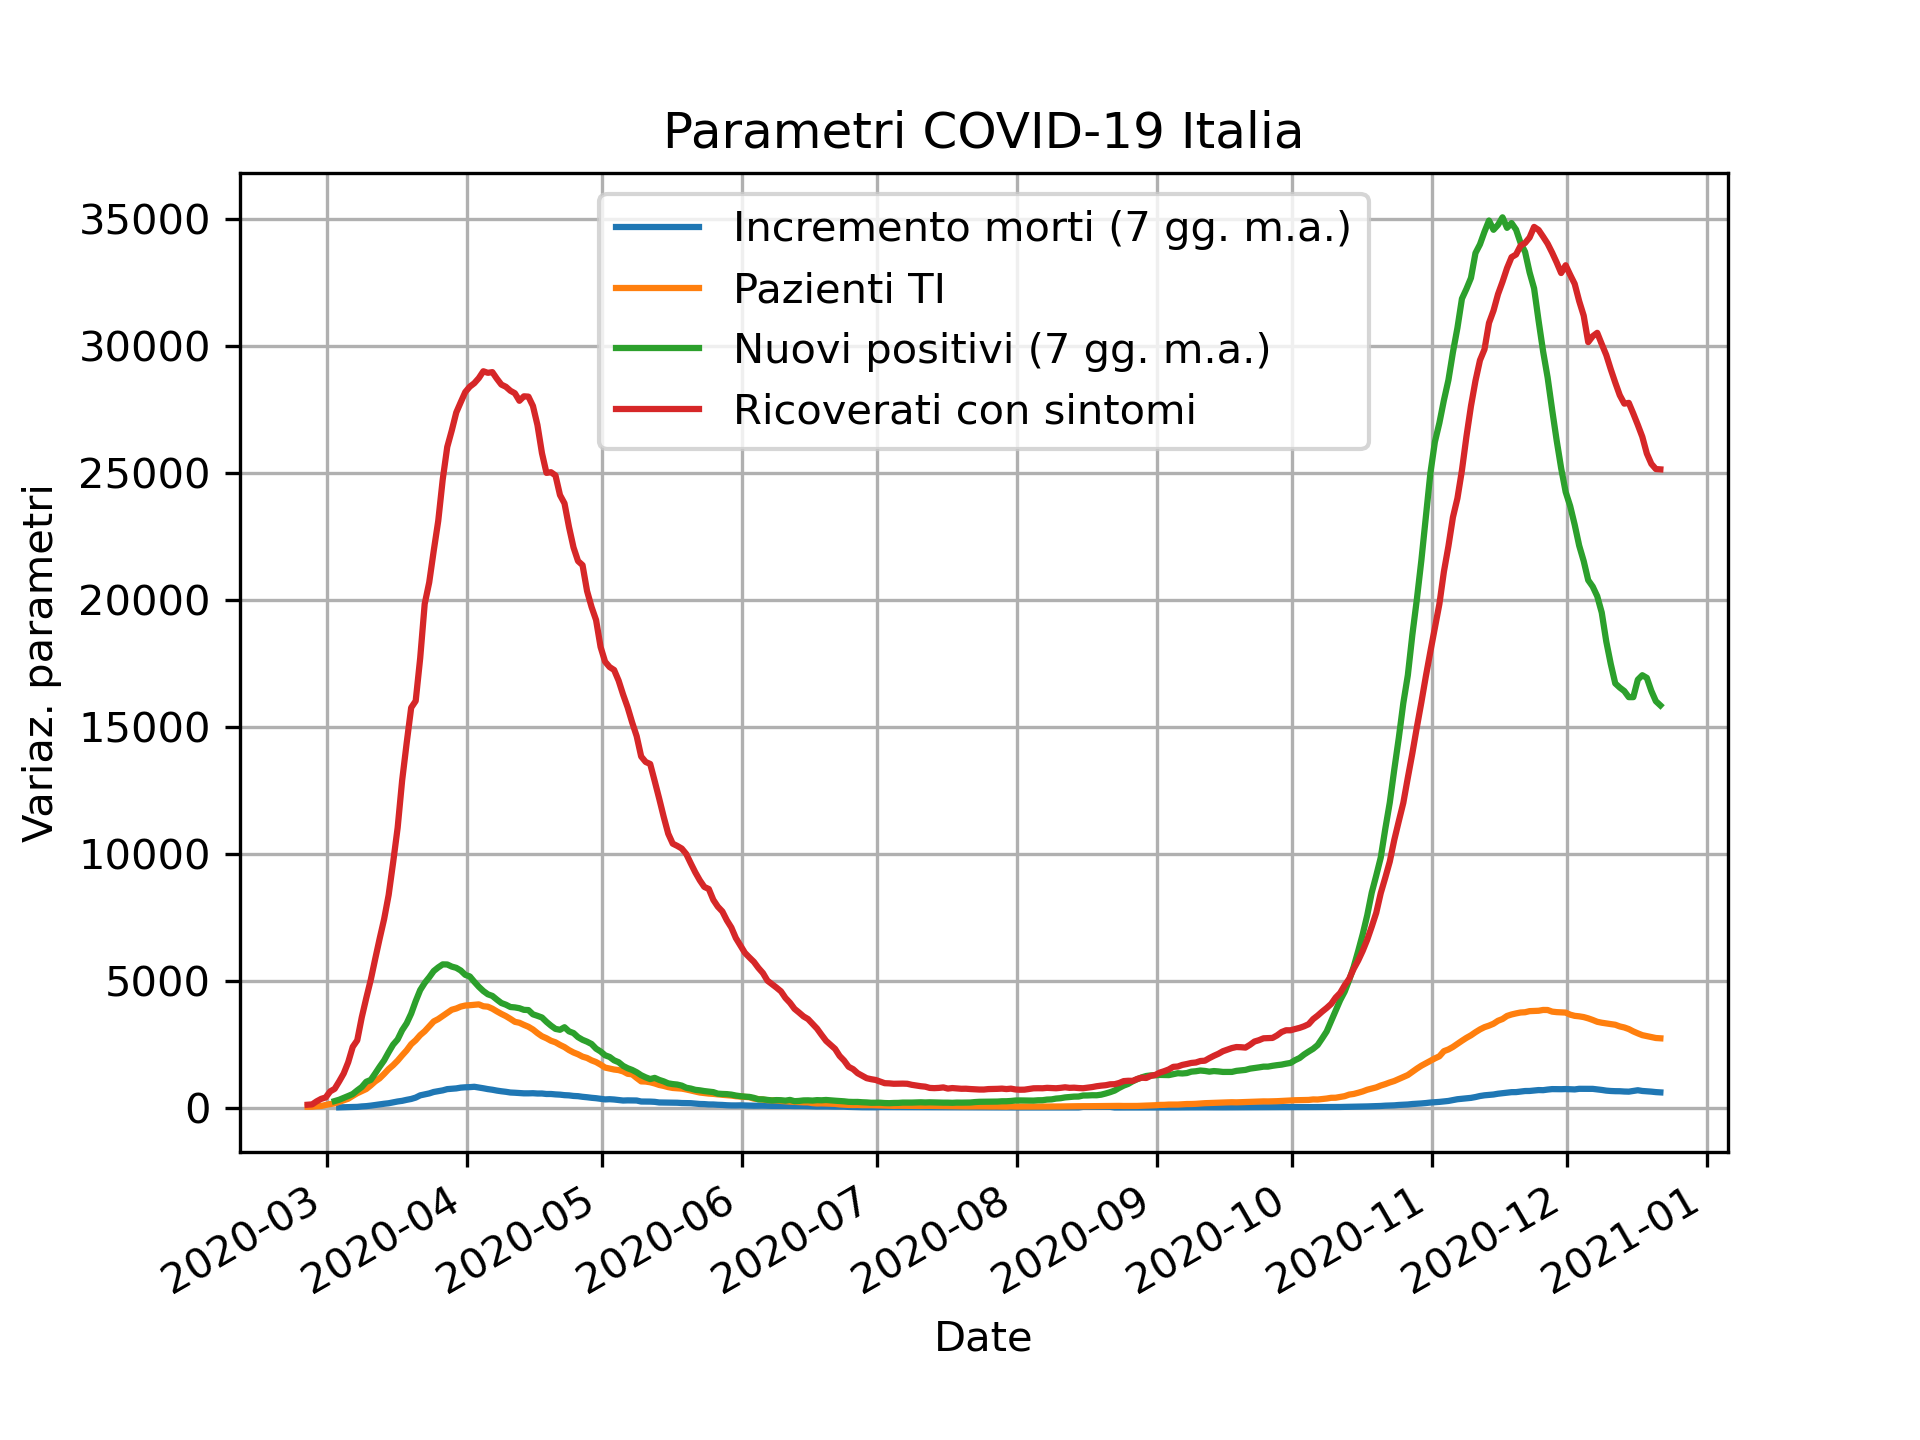 Parametri COVID-19 Italia
Incremento morti (7 gg. m.a.)
Pazienti TI
Nuovi positivi (7 gg. m.a.)
Ricoverati con sintomi
Variaz. parametri
35000
30000
25000
20000
15000
10000
5000
0
2020-03
2020-04
2020-05
2020-06
2020-07
2020-08
2020-09
2020-10
2020-11
2020-12
2021-01
Date